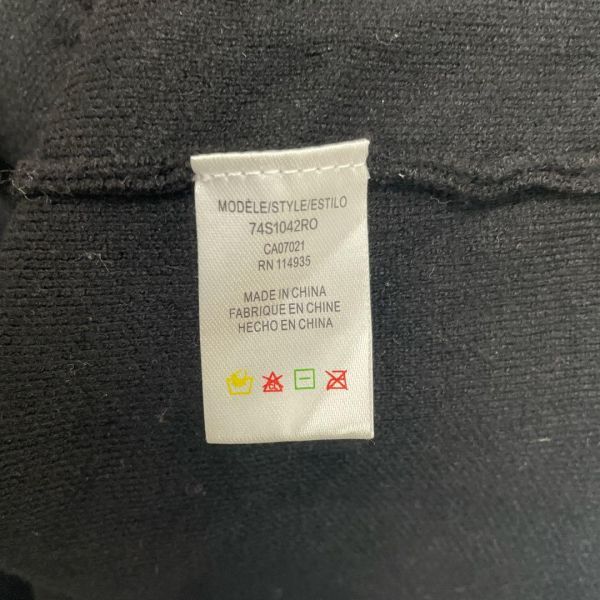 MODÈLE/STYLE/ESTILO
74S1042RO
CA07021
RN 114935
MADE IN CHINA
FABRIQUE EN CHINE
HECHO EN CHINA